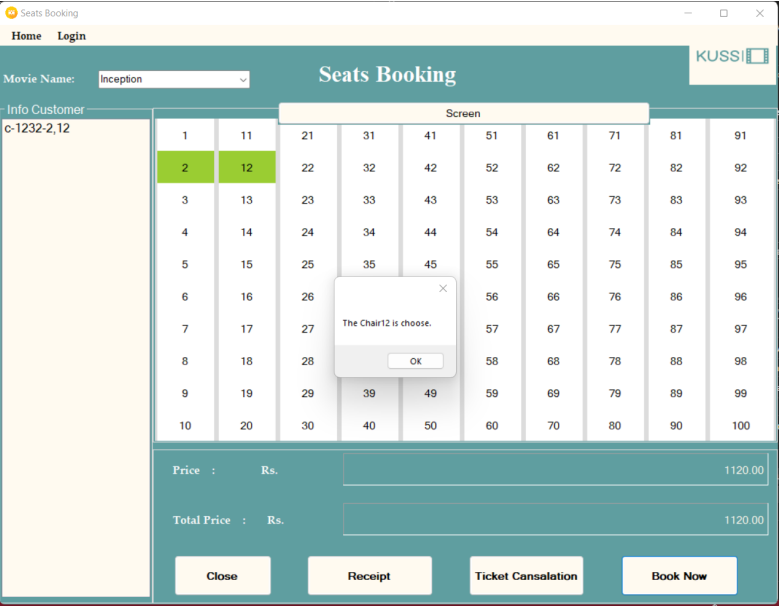 Seats Booking
Home Login
KUSSI
Movie Name: Inception Seats Booking
Info Customer
Screen
c-1232-2,12
1 11 21 31 41 51 61 71 81 91
2 12 22 32 42 52 62 72 82 92
3 13 23 33 43 53 63 73 83 93
4 14 24 34 44 54 64 74 84 94
5 15 25 35 45 55 65 75 85 95
6 16 26 56 66 76 86 96
The Chair12 is choose.
7 17 27 57 67 77 87 97
OK
8 18 28 58 68 78 88 98
9 19 29 39 49 59 69 79 89 99
10 20 30 40 50 60 70 80 90 100
Price : Rs. 1120.00
Total Price : Rs. 1120.00
Close Receipt Ticket Cansalation Book Now